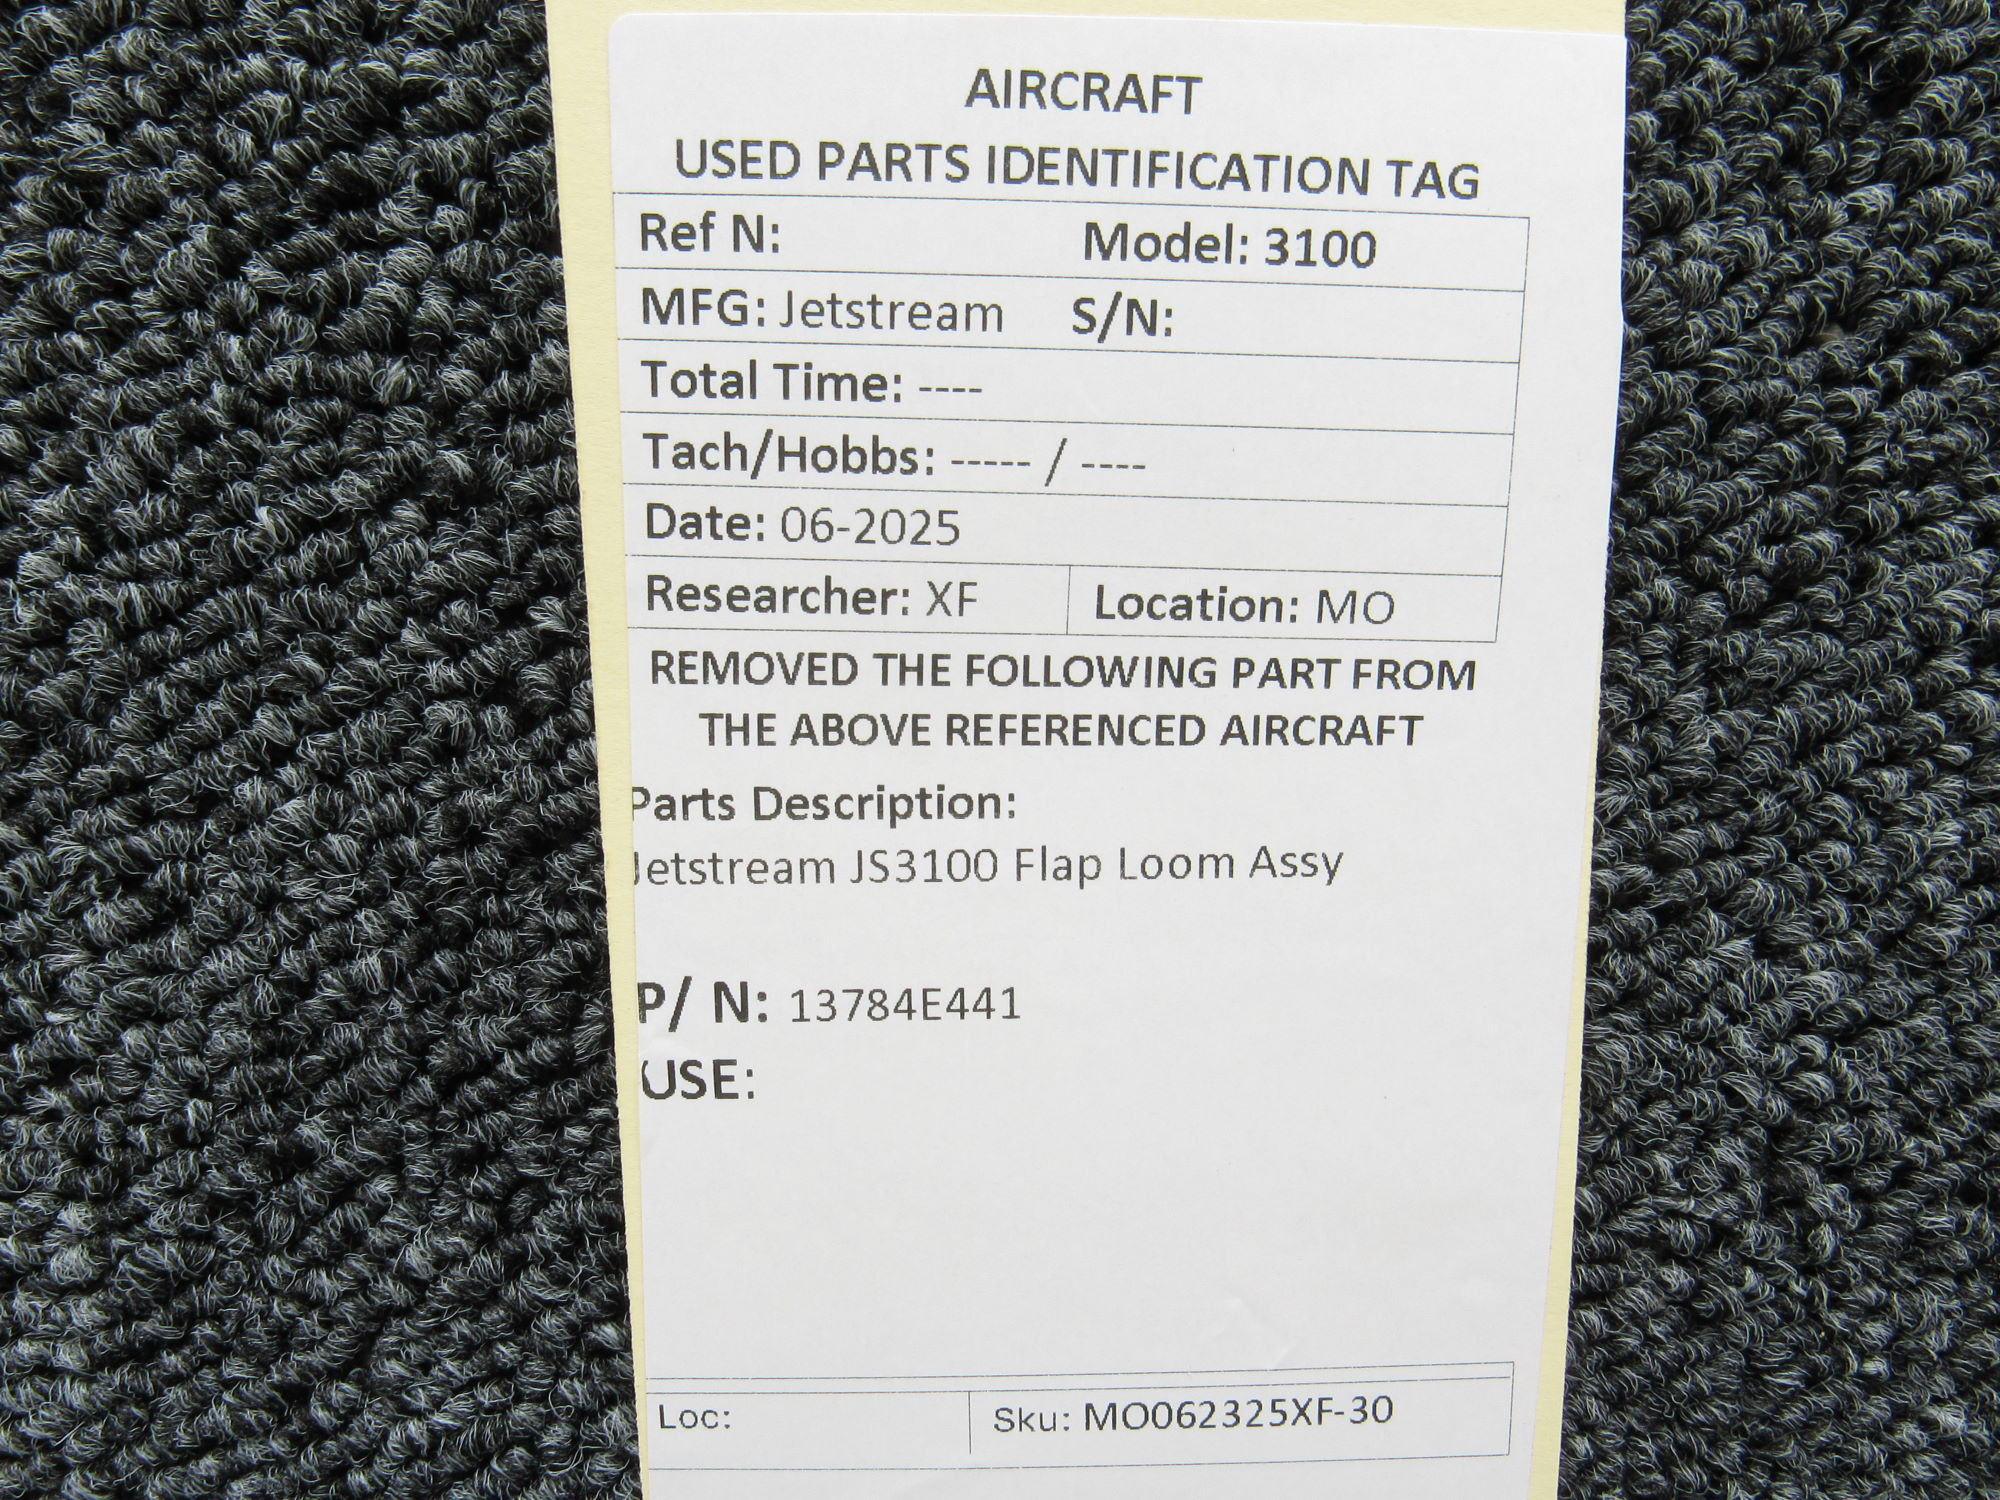 AIRCRAFT
USED PARTS IDENTIFICATION TAG
Ref N: Model: 3100
MFG: Jetstream S/N:
Total Time: ----
Tach/Hobbs: ----- / ----
Date: 06-2025
Researcher: XF Location: MO
REMOVED THE FOLLOWING PART FROM
THE ABOVE REFERENCED AIRCRAFT
Parts Description:
Jetstream JS3100 Flap Loom Assy
P/ N: 13784E441
USE:
Loc: Sku: MO062325XF-30